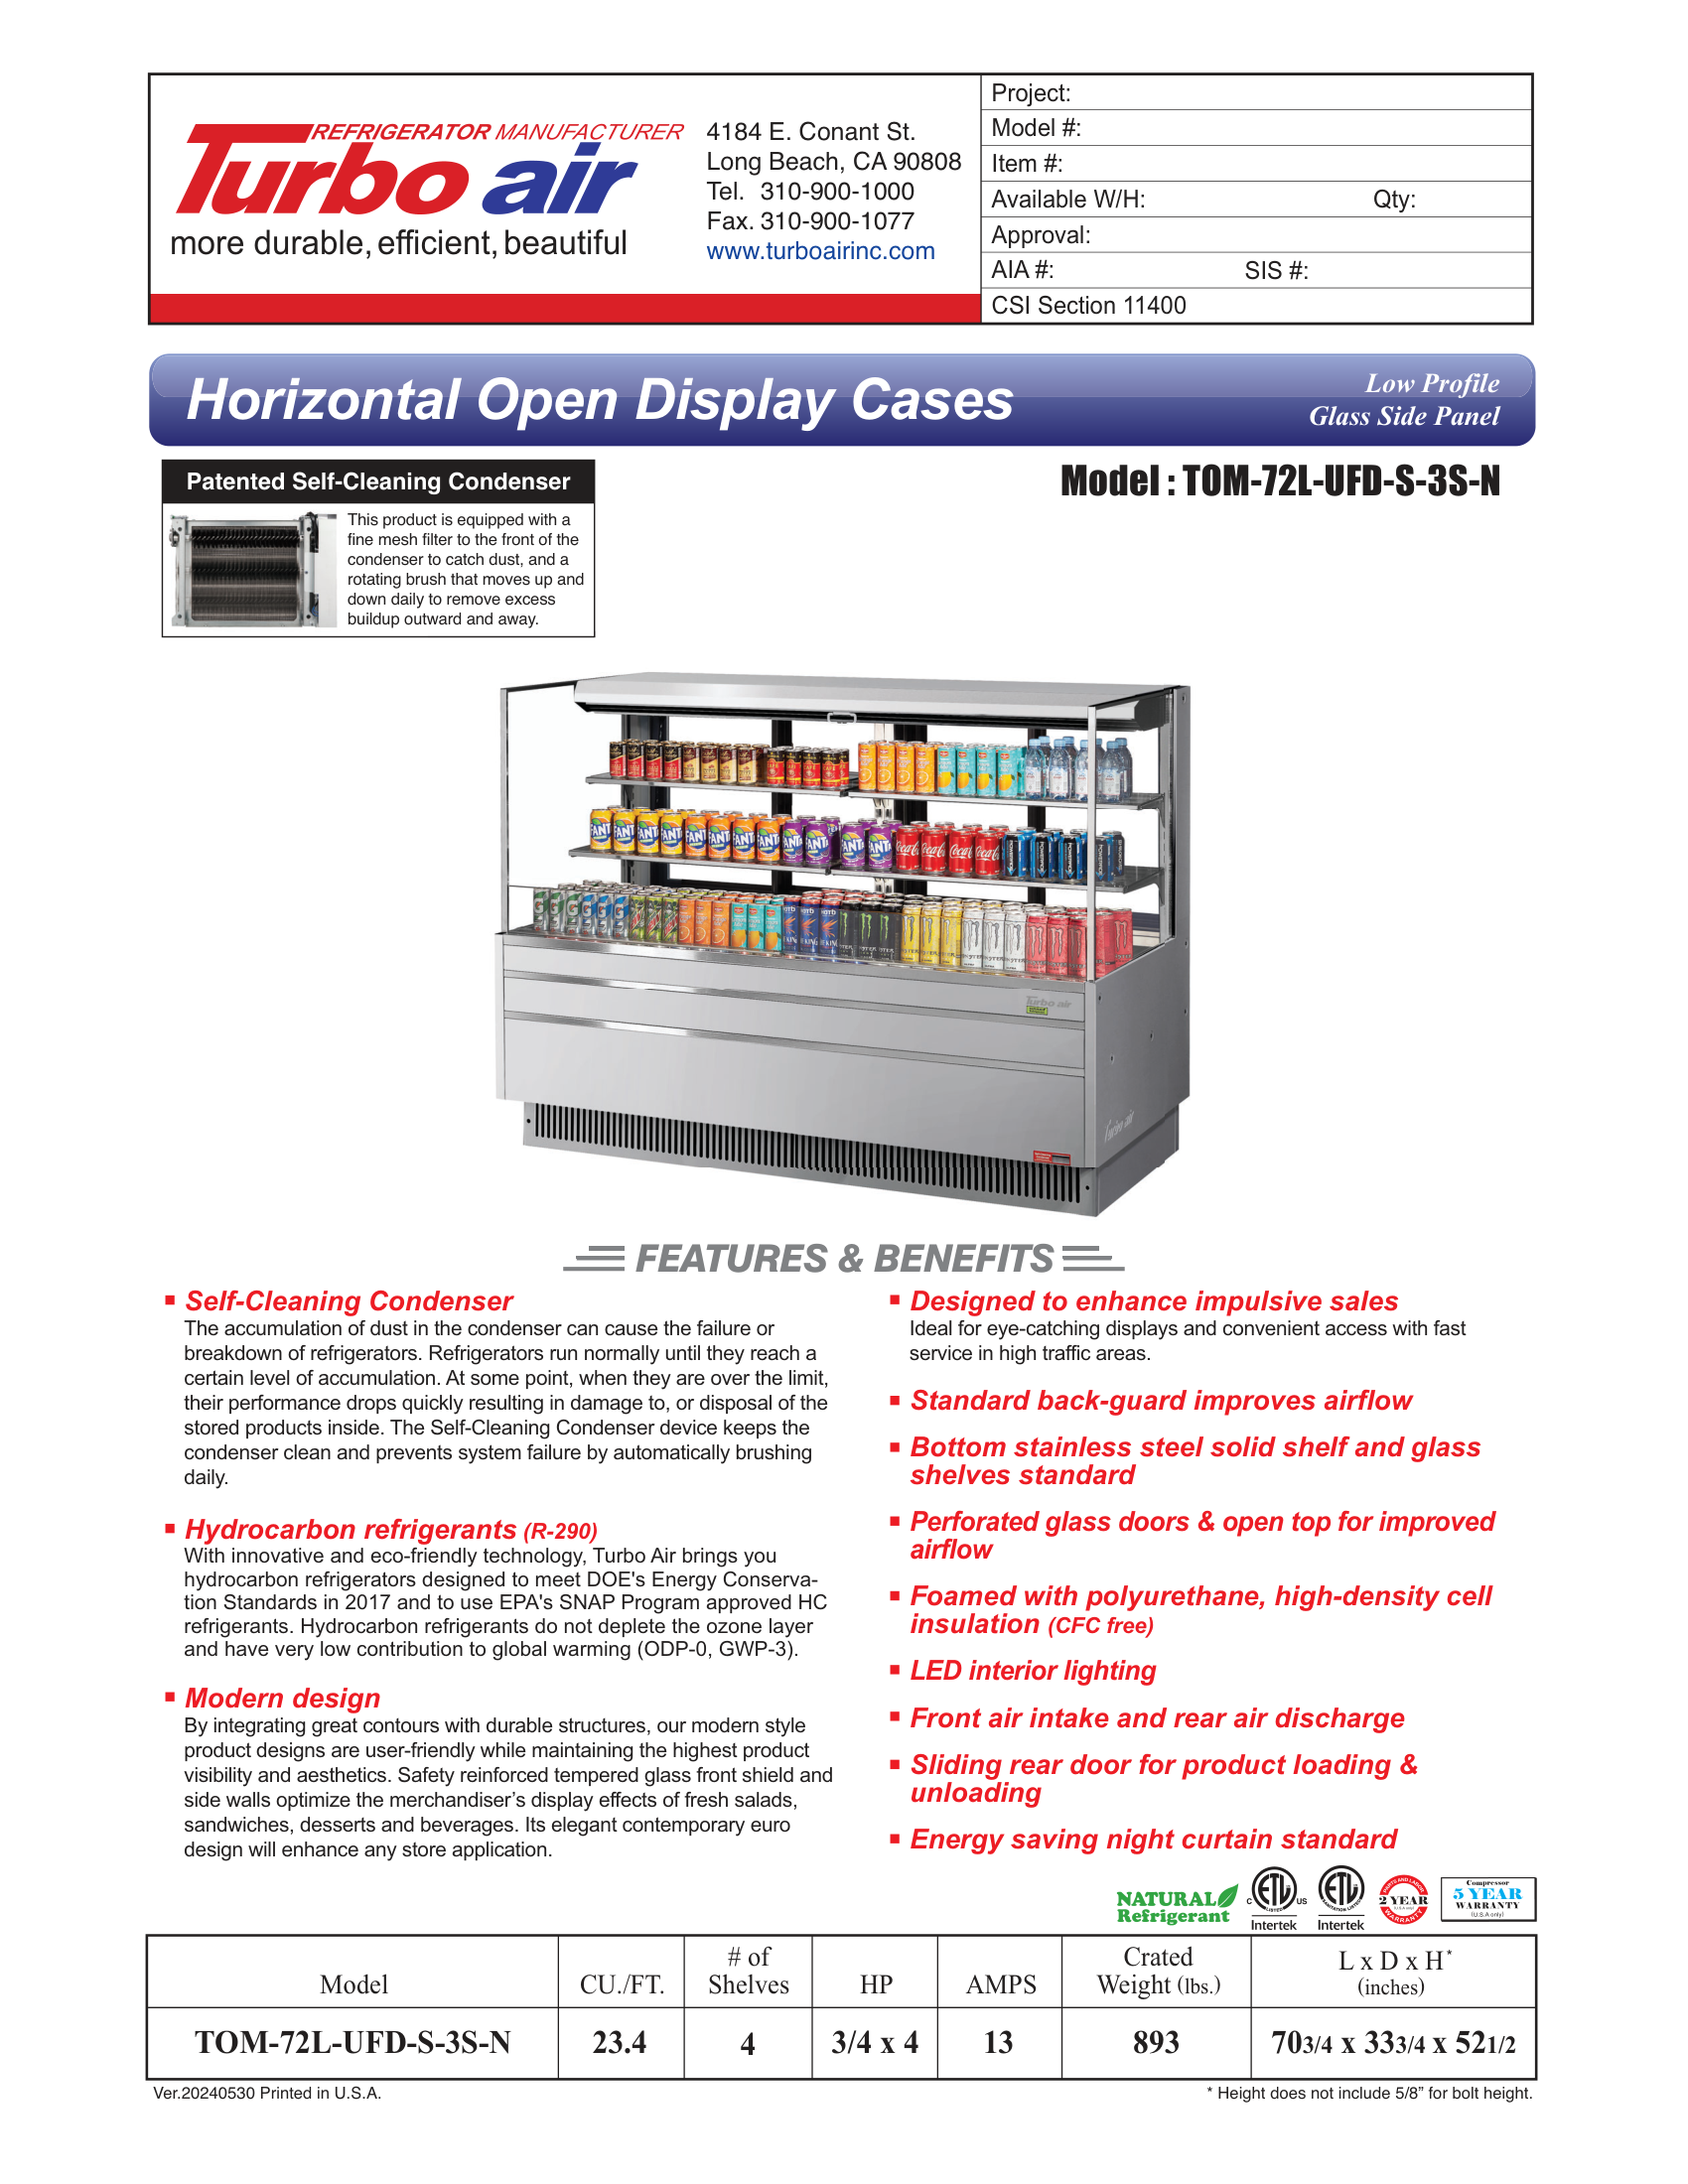 REFRIGERATOR MANUFACTURER
Turbo air
more durable, efficient, beautiful
4184 E. Conant St.
Long Beach, CA 90808
Tel. 310-900-1000
Fax. 310-900-1077
www.turboairinc.com
Project:
Model #:
Item #:
Available W/H: Qty:
Approval:
AIA #: SIS #:
CSI Section 11400
Horizontal Open Display Cases
Low Profile
Glass Side Panel
Patented Self-Cleaning Condenser
This product is equipped with a
fine mesh filter to the front of the
condenser to catch dust, and a
rotating brush that moves up and
down daily to remove excess
buildup outward and away.
Model : TOM-72L-UFD-S-3S-N
FEATURES & BENEFITS
▪ Self-Cleaning Condenser
The accumulation of dust in the condenser can cause the failure or
breakdown of refrigerators. Refrigerators run normally until they reach a
certain level of accumulation. At some point, when they are over the limit,
their performance drops quickly resulting in damage to, or disposal of the
stored products inside. The Self-Cleaning Condenser device keeps the
condenser clean and prevents system failure by automatically brushing
daily.
▪ Hydrocarbon refrigerants (R-290)
With innovative and eco-friendly technology, Turbo Air brings you
hydrocarbon refrigerators designed to meet DOE's Energy Conserva-
tion Standards in 2017 and to use EPA's SNAP Program approved HC
refrigerants. Hydrocarbon refrigerants do not deplete the ozone layer
and have very low contribution to global warming (ODP-0, GWP-3).
▪ Modern design
By integrating great contours with durable structures, our modern style
product designs are user-friendly while maintaining the highest product
visibility and aesthetics. Safety reinforced tempered glass front shield and
side walls optimize the merchandiser's display effects of fresh salads,
sandwiches, desserts and beverages. Its elegant contemporary euro
design will enhance any store application.
▪ Designed to enhance impulsive sales
Ideal for eye-catching displays and convenient access with fast
service in high traffic areas.
▪ Standard back-guard improves airflow
▪ Bottom stainless steel solid shelf and glass
shelves standard
▪ Perforated glass doors & open top for improved
airflow
▪ Foamed with polyurethane, high-density cell
insulation (CFC free)
▪ LED interior lighting
▪ Front air intake and rear air discharge
▪ Sliding rear door for product loading &
unloading
▪ Energy saving night curtain standard
NATURAL
Refrigerant
C ETL US
LISTED
Intertek
ETL
SANITATION LISTED
Intertek
PARTS AND LABOR
2 YEAR
(U.S.A only)
WARRANTY
Compressor
5 YEAR
WARRANTY
(U.S.A only)
Model CU./FT. # of Shelves HP AMPS Crated Weight (lbs.) L x D x H* (inches)
TOM-72L-UFD-S-3S-N 23.4 4 3/4 x 4 13 893 703/4 x 333/4 x 521/2
Ver.20240530 Printed in U.S.A.
* Height does not include 5/8” for bolt height.